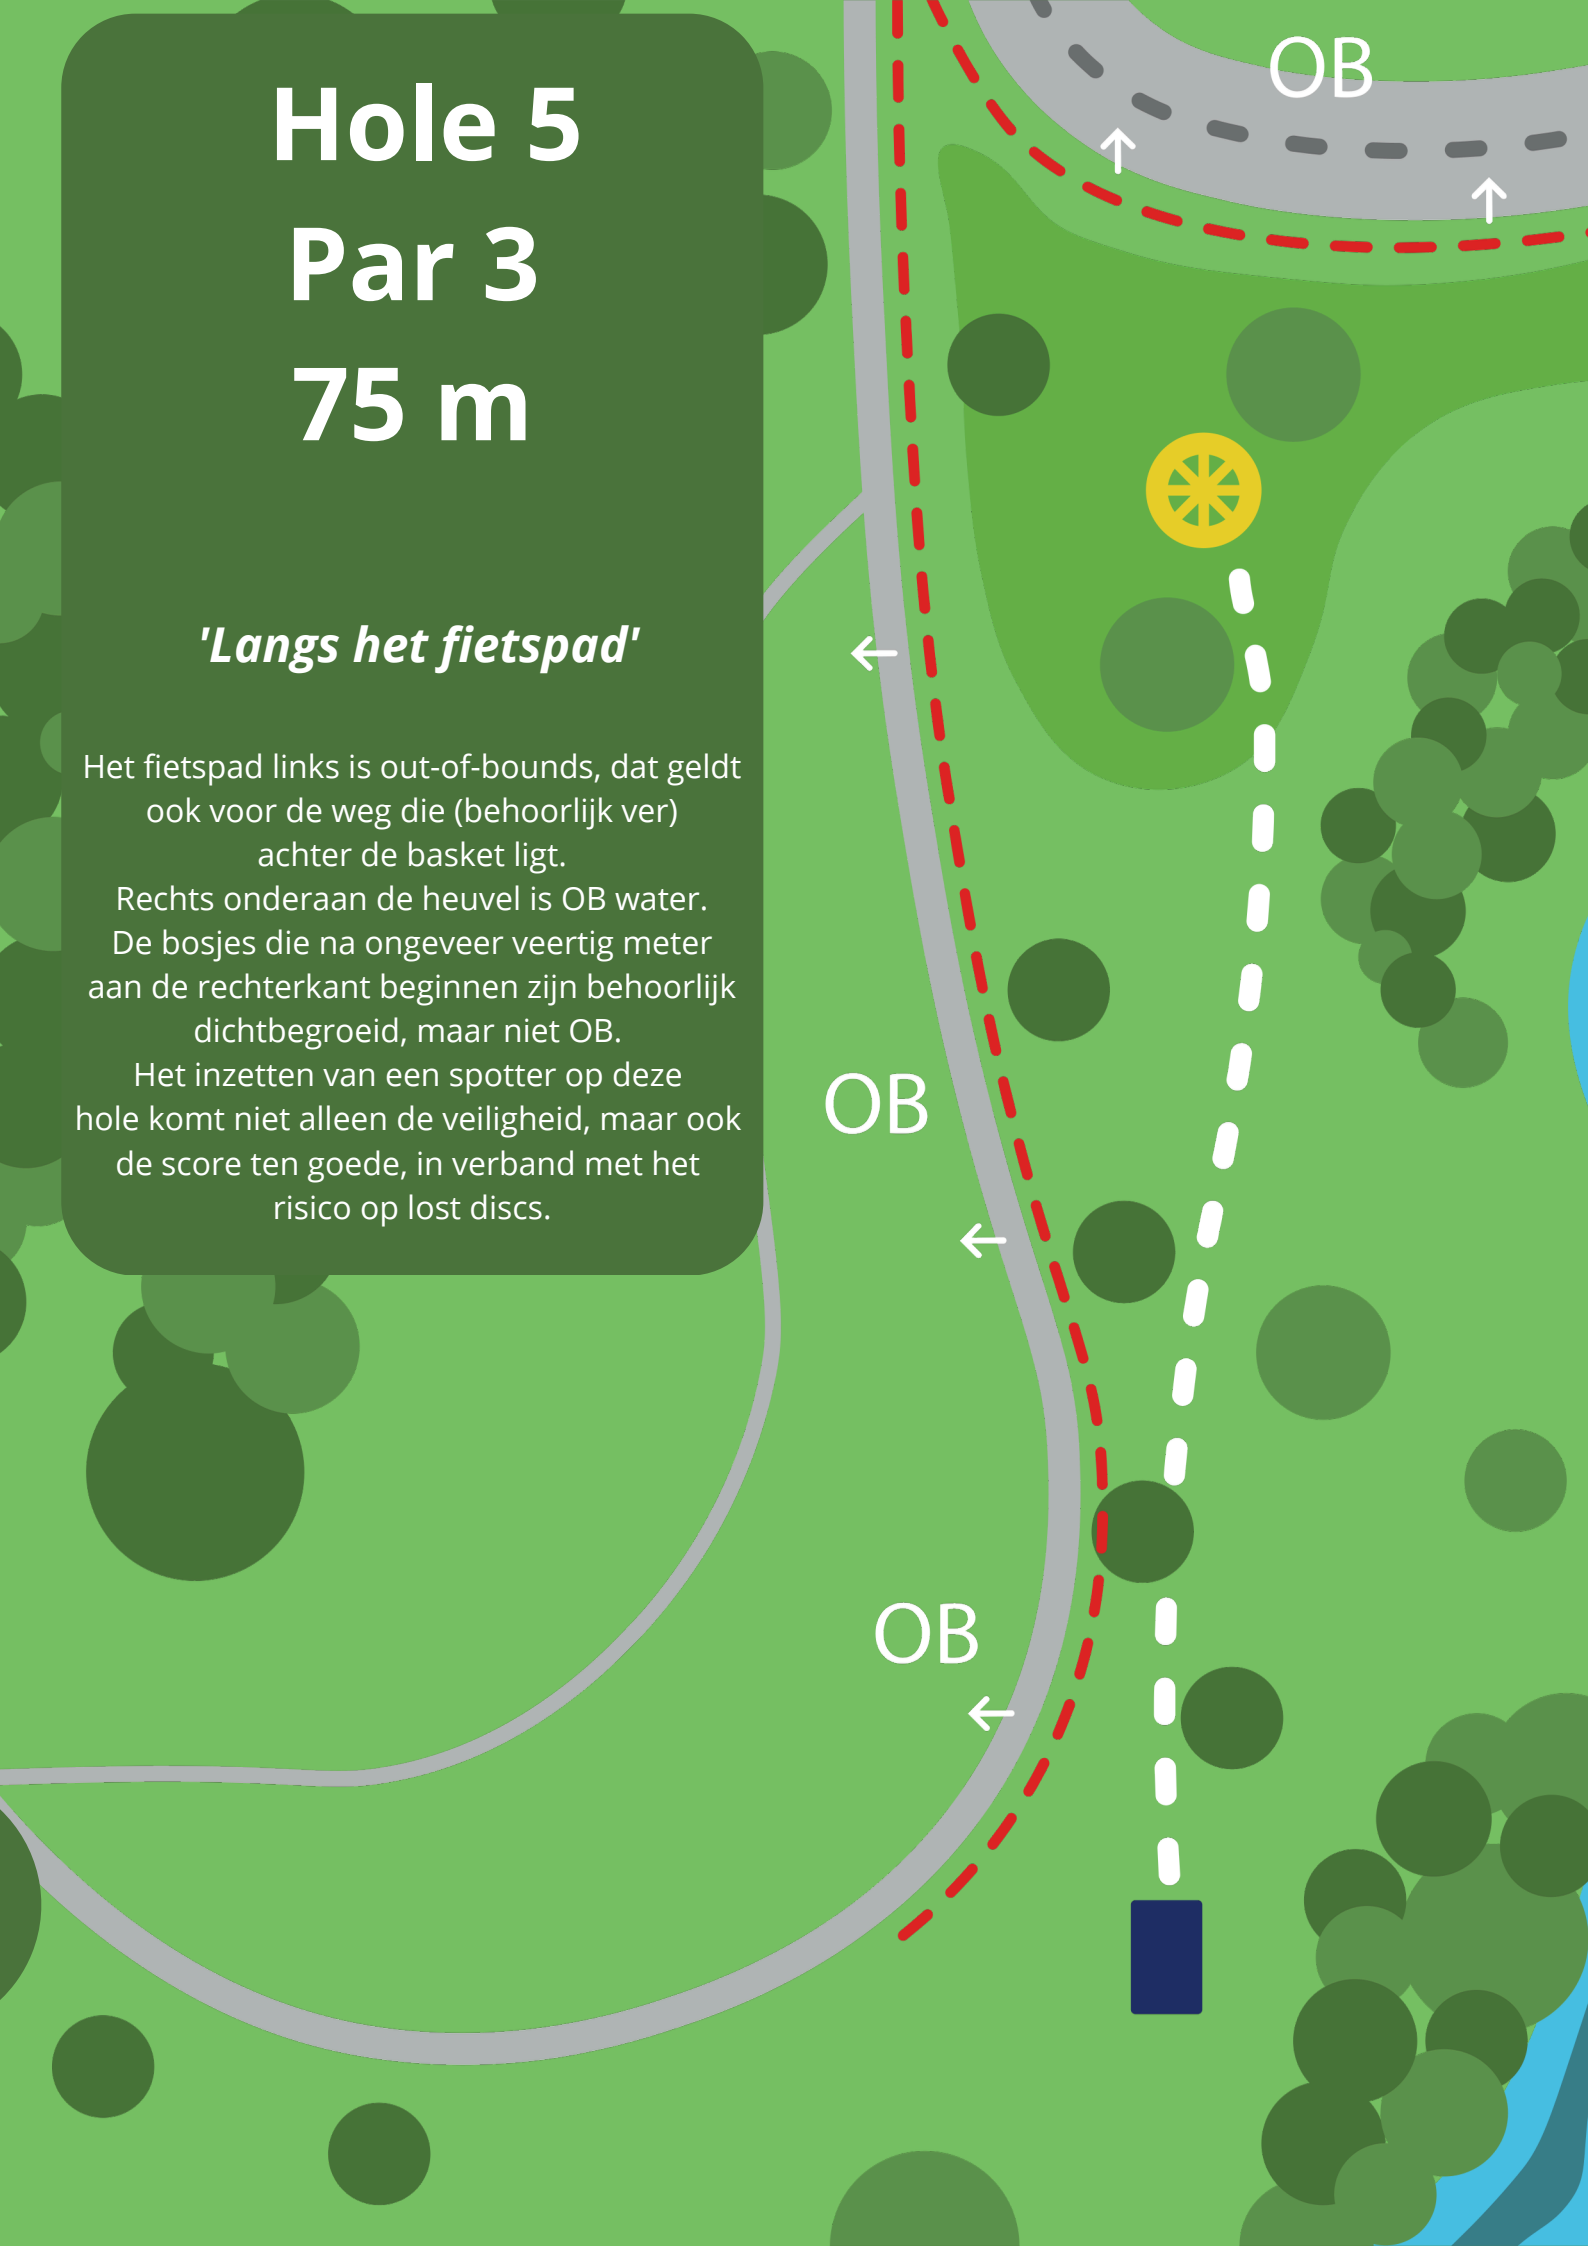 Hole 5
Par 3
75 m
'Langs het fietspad'
Het fietspad links is out-of-bounds, dat geldt
ook voor de weg die (behoorlijk ver)
achter de basket ligt.
Rechts onderaan de heuvel is OB water.
De bosjes die na ongeveer veertig meter
aan de rechterkant beginnen zijn behoorlijk
dichtbegroeid, maar niet OB.
Het inzetten van een spotter op deze
hole komt niet alleen de veiligheid, maar ook
de score ten goede, in verband met het
risico op lost discs.
OB
OB
OB